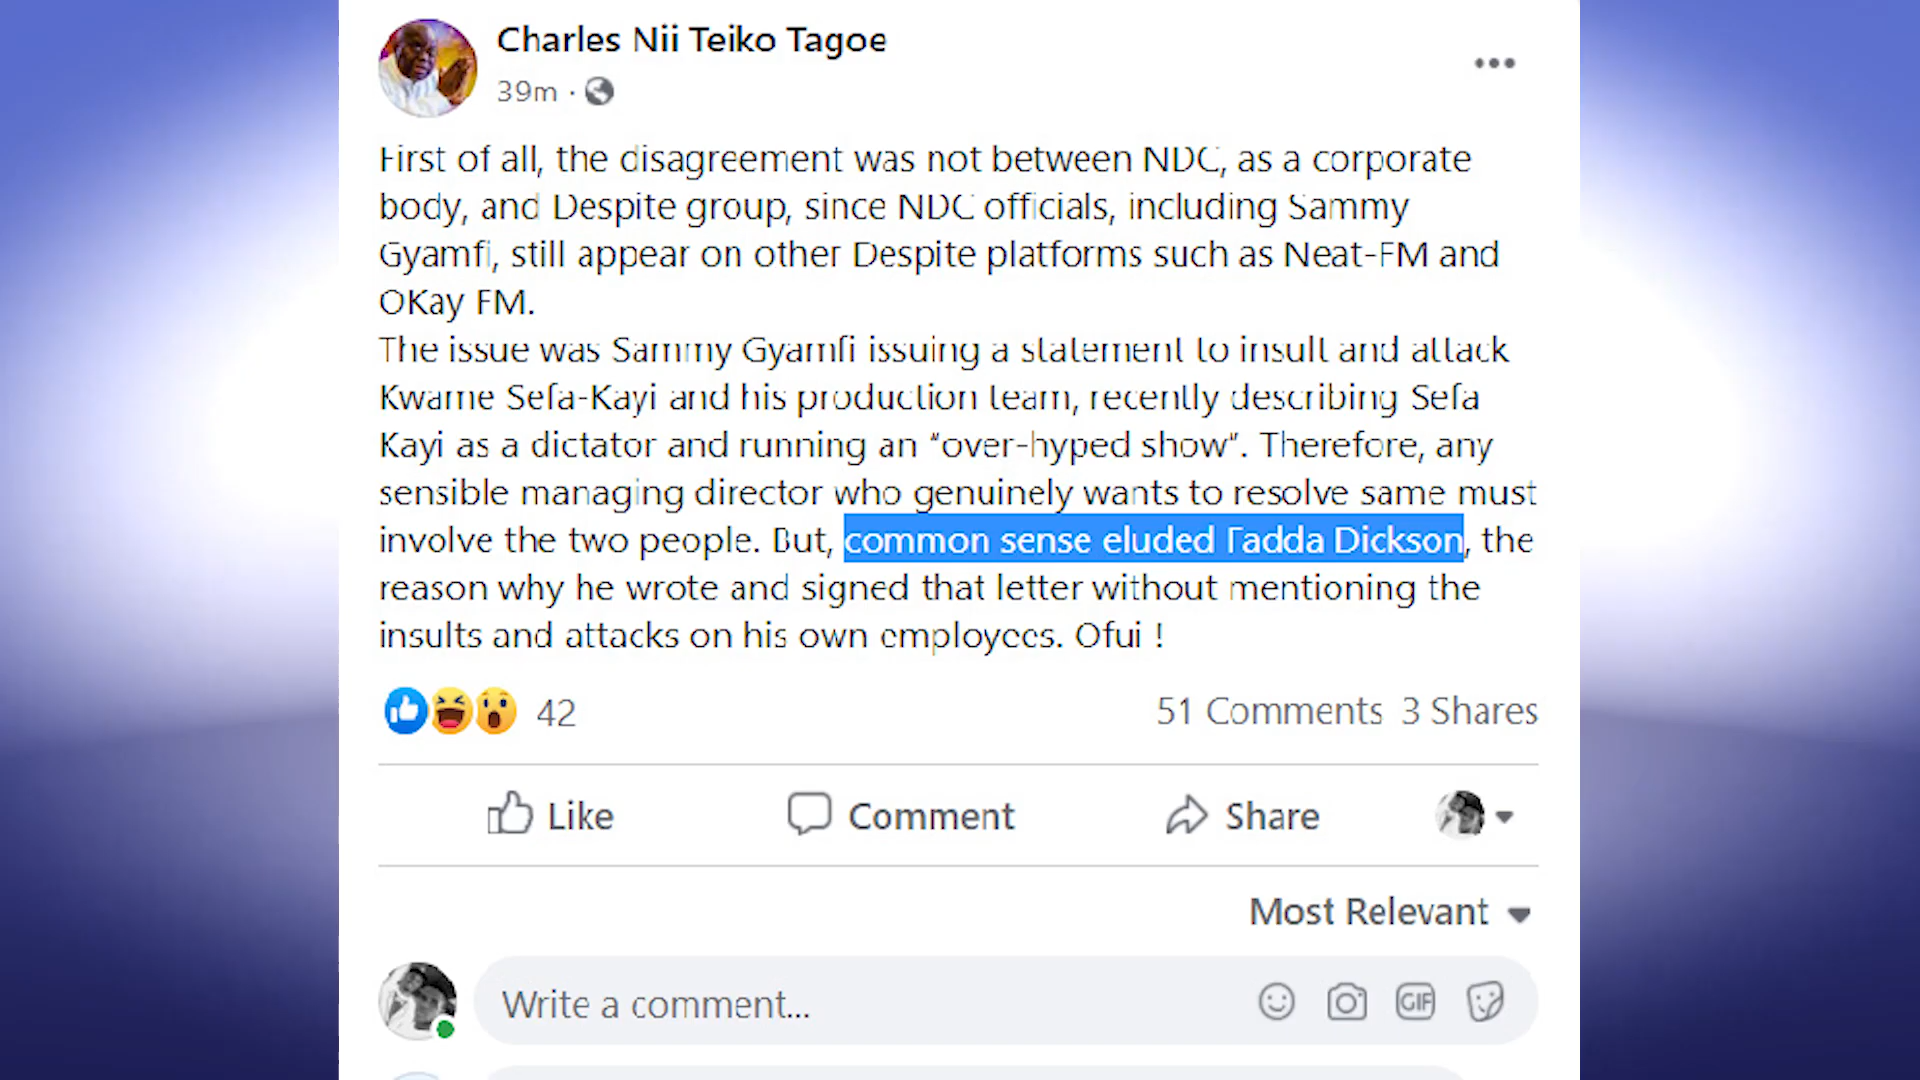 Charles Nii Teiko Tagoe
39m ·
First of all, the disagreement was not between NDC, as a corporate
body, and Despite group, since NDC officials, including Sammy
Gyamfi, still appear on other Despite platforms such as Neat-FM and
OKay FM.
The issue was Sammy Gyamfi issuing a statement to insult and attack
Kwame Sefa-Kayi and his production team, recently describing Sefa
Kayi as a dictator and running an "over-hyped show". Therefore, any
sensible managing director who genuinely wants to resolve same must
involve the two people. But, common sense eluded Fadda Dickson, the
reason why he wrote and signed that letter without mentioning the
insults and attacks on his own employees. Ofui !
42
51 Comments 3 Shares
Like Comment Share
Most Relevant
Write a comment...
GIF